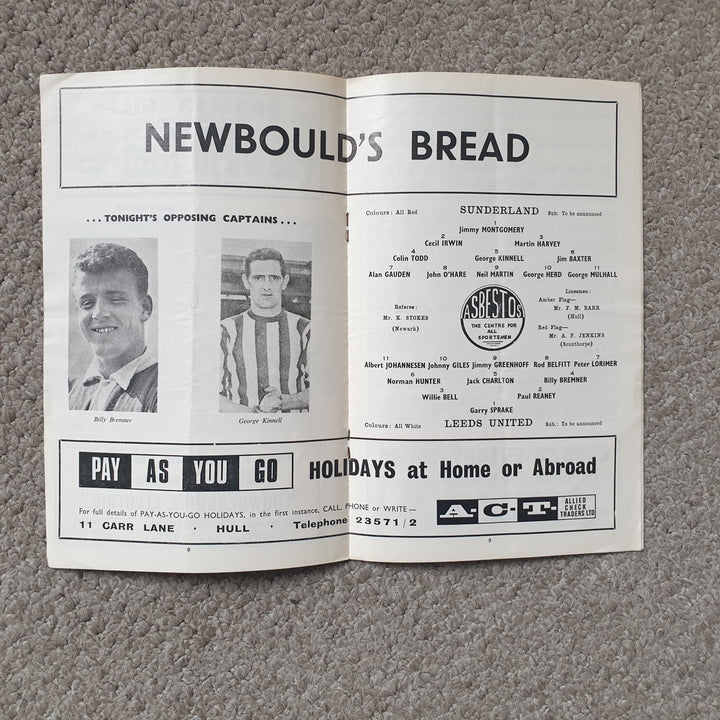 NEWBOULD'S BREAD
...TONIGHT'S OPPOSING CAPTAINS...
Billy Bremner
George Kinnell
Colours: All Red SUNDERLAND Sub: To be announced
1
Jimmy MONTGOMERY
2 3
Cecil IRWIN Martin HARVEY
4 5 6
Colin TODD George KINNELL Jim BAXTER
7 8 9 10 11
Alan GAUDEN John O'HARE Neil MARTIN George HERD George MULHALL
Referee:
Mr. K. STOKES
(Newark)
ASBESTOS
THE CENTRE FOR
ALL
SPORTSMEN
Linesmen:
Amber Flag—
Mr. F. M. BARR
(Hull)
Red Flag—
Mr. A. F. JENKINS
(Scunthorpe)
11 10 9 8 7
Albert JOHANNESEN Johnny GILES Jimmy GREENHOFF Rod BELFITT Peter LORIMER
6 5 4
Norman HUNTER Jack CHARLTON Billy BREMNER
3 2
Willie BELL Paul REANEY
1
Garry SPRAKE
Colours: All White LEEDS UNITED Sub.: To be announced
PAY AS YOU GO HOLIDAYS at Home or Abroad
For full details of PAY-AS-YOU-GO HOLIDAYS, in the first instance, CALL, PHONE or WRITE —
11 CARR LANE · HULL · Telephone 23571/2
A·C·T·
ALLIED
CHECK
TRADERS LTD
8
9